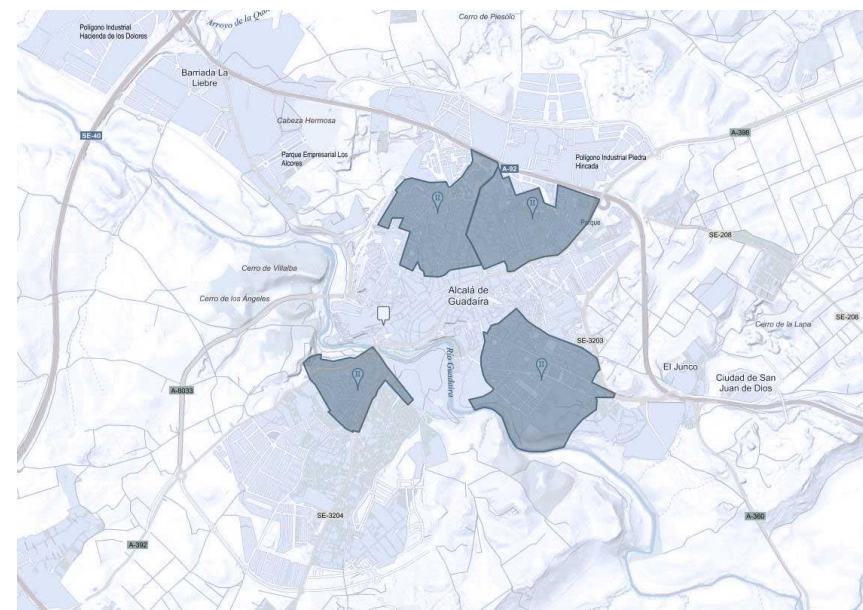 Cerro de Piesolo
Arroyo de la
Polígono Industrial
Hacienda de los Dolores
Barriada La
Liebre
Cabeza Hermosa
SE-40
Parque Empresarial Los
Alcores
A-92
Polígono Industrial Piedra
Hincada
A-398
Parque
SE-208
Cerro de Villalba
Cerro de los Ángeles
Alcalá de
Guadaíra
SE-208
Cerro de la Lapa
SE-3203
Río Guadaíra
El Junco
Ciudad de San
Juan de Dios
A-8033
SE-3204
A-360
A-392